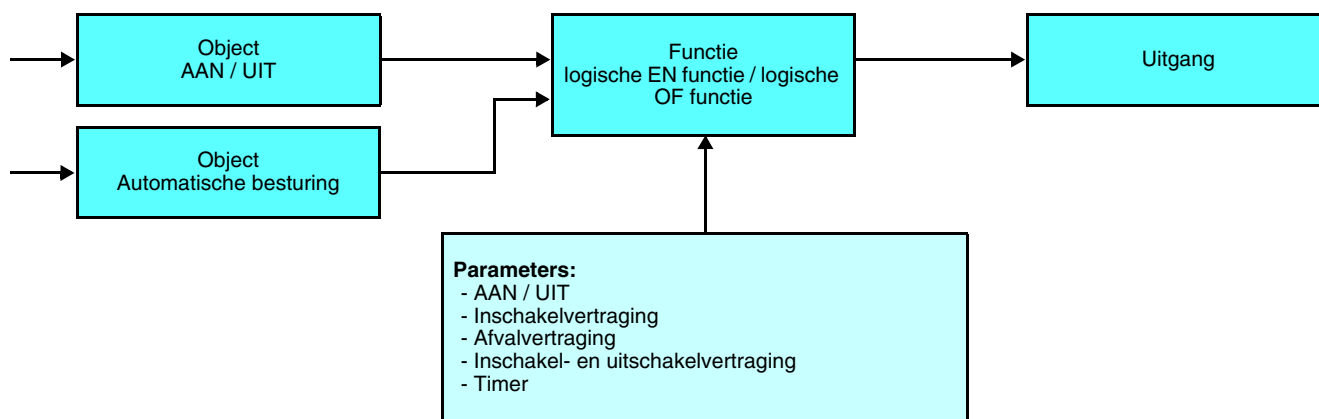 Object
AAN / UIT
Functie
logische EN functie / logische
OF functie
Uitgang
Object
Automatische besturing
Parameters:
- AAN / UIT
- Inschakelvertraging
- Afvalvertraging
- Inschakel- en uitschakelvertraging
- Timer